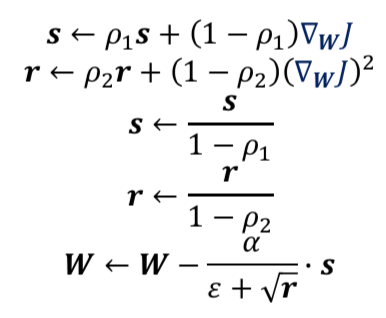 s ← ρ₁s + (1 − ρ₁)∇_W J
r ← ρ₂r + (1 − ρ₂)(∇_W J)²
s ← s / (1 − ρ₁)
r ← r / (1 − ρ₂)
W ← W − α / (ε + √r) · s